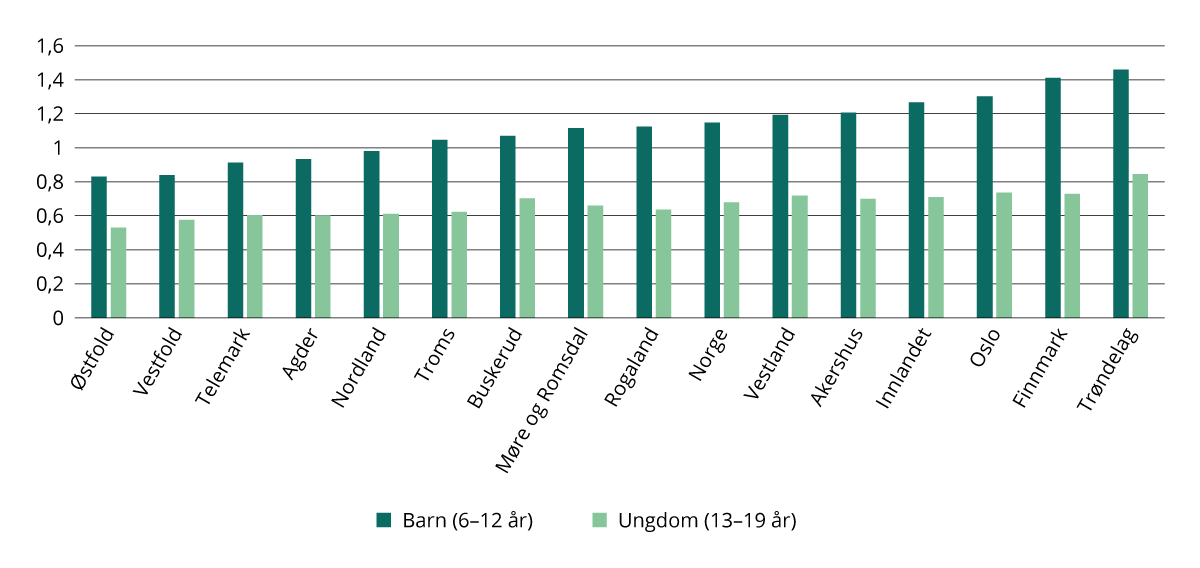 1,6
1,4
1,2
1
0,8
0,6
0,4
0,2
0
Østfold
Vestfold
Telemark
Agder
Nordland
Troms
Buskerud
Møre og Romsdal
Rogaland
Norge
Vestland
Akershus
Innlandet
Oslo
Finnmark
Trøndelag
Barn (6–12 år)
Ungdom (13–19 år)